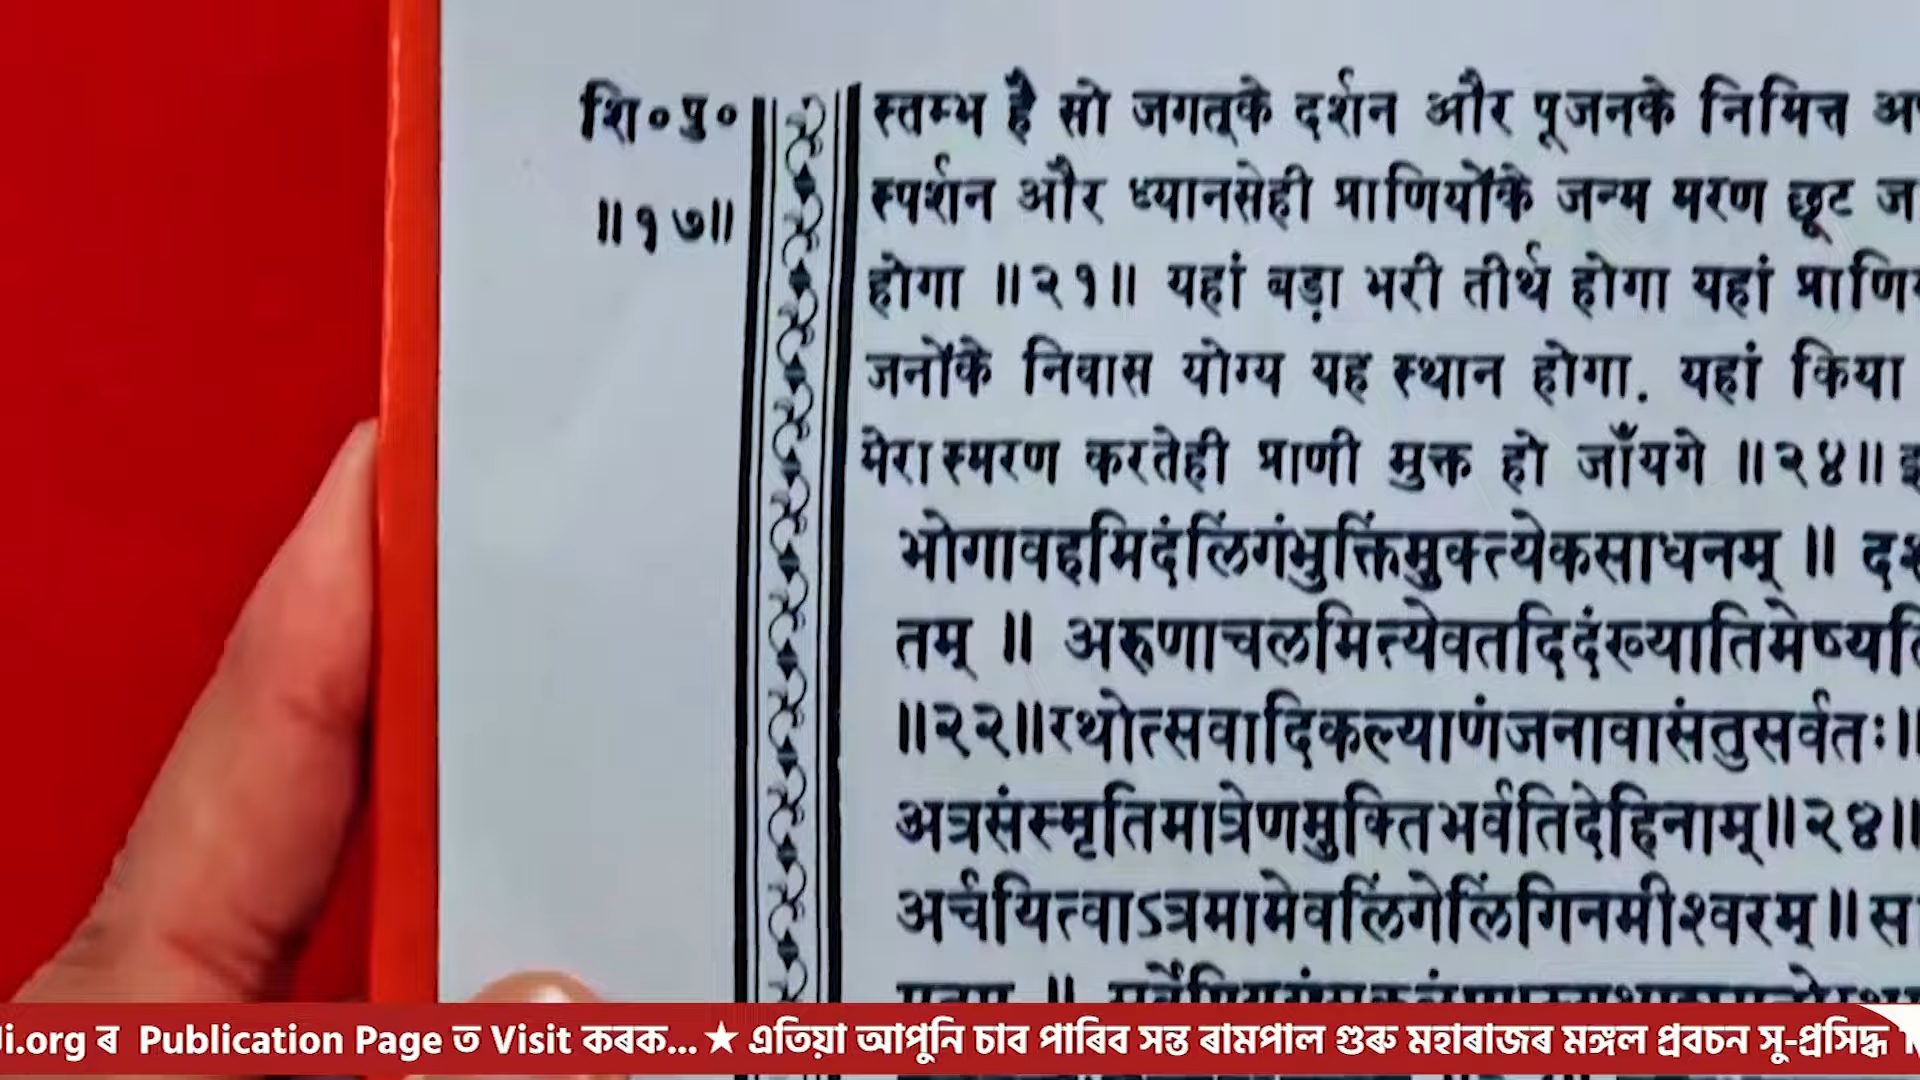 शि॰पु॰
॥१७॥
स्तम्भ है सो जगत्‌के दर्शन और पूजनके निमित्त
स्पर्शन और ध्यानसेही प्राणियोंके जन्म मरण छूट
होगा ॥२१॥ यहां बड़ा भरी तीर्थ होगा यहां
जनोंके निवास योग्य यह स्थान होगा. यहां किया
मेरा स्मरण करतेही प्राणी मुक्त हो जाँयगे ॥२४॥
भोगावहमिदंलिंगंभुक्तिंमुक्त्येकसाधनम् ॥
तम् ॥ अरुणाचलमित्येवतदिदंख्यातिमेष्यति
॥२२॥रथोत्सवादिकल्याणंजनावासंतुसर्वतः॥
अत्रसंस्मृतिमात्रेणमुक्तिर्भवतिदेहिनाम्॥२४॥
अर्चयित्वाऽत्रमामेवलिंगेलिंगिनमीश्वरम्॥
i.org ৰ Publication Page ত Visit কৰক... ★ এতিয়া আপুনি চাব পাৰিব সন্ত ৰামপাল গুৰু মহাৰাজৰ মঙ্গল প্ৰবচন সু-প্ৰসিদ্ধ